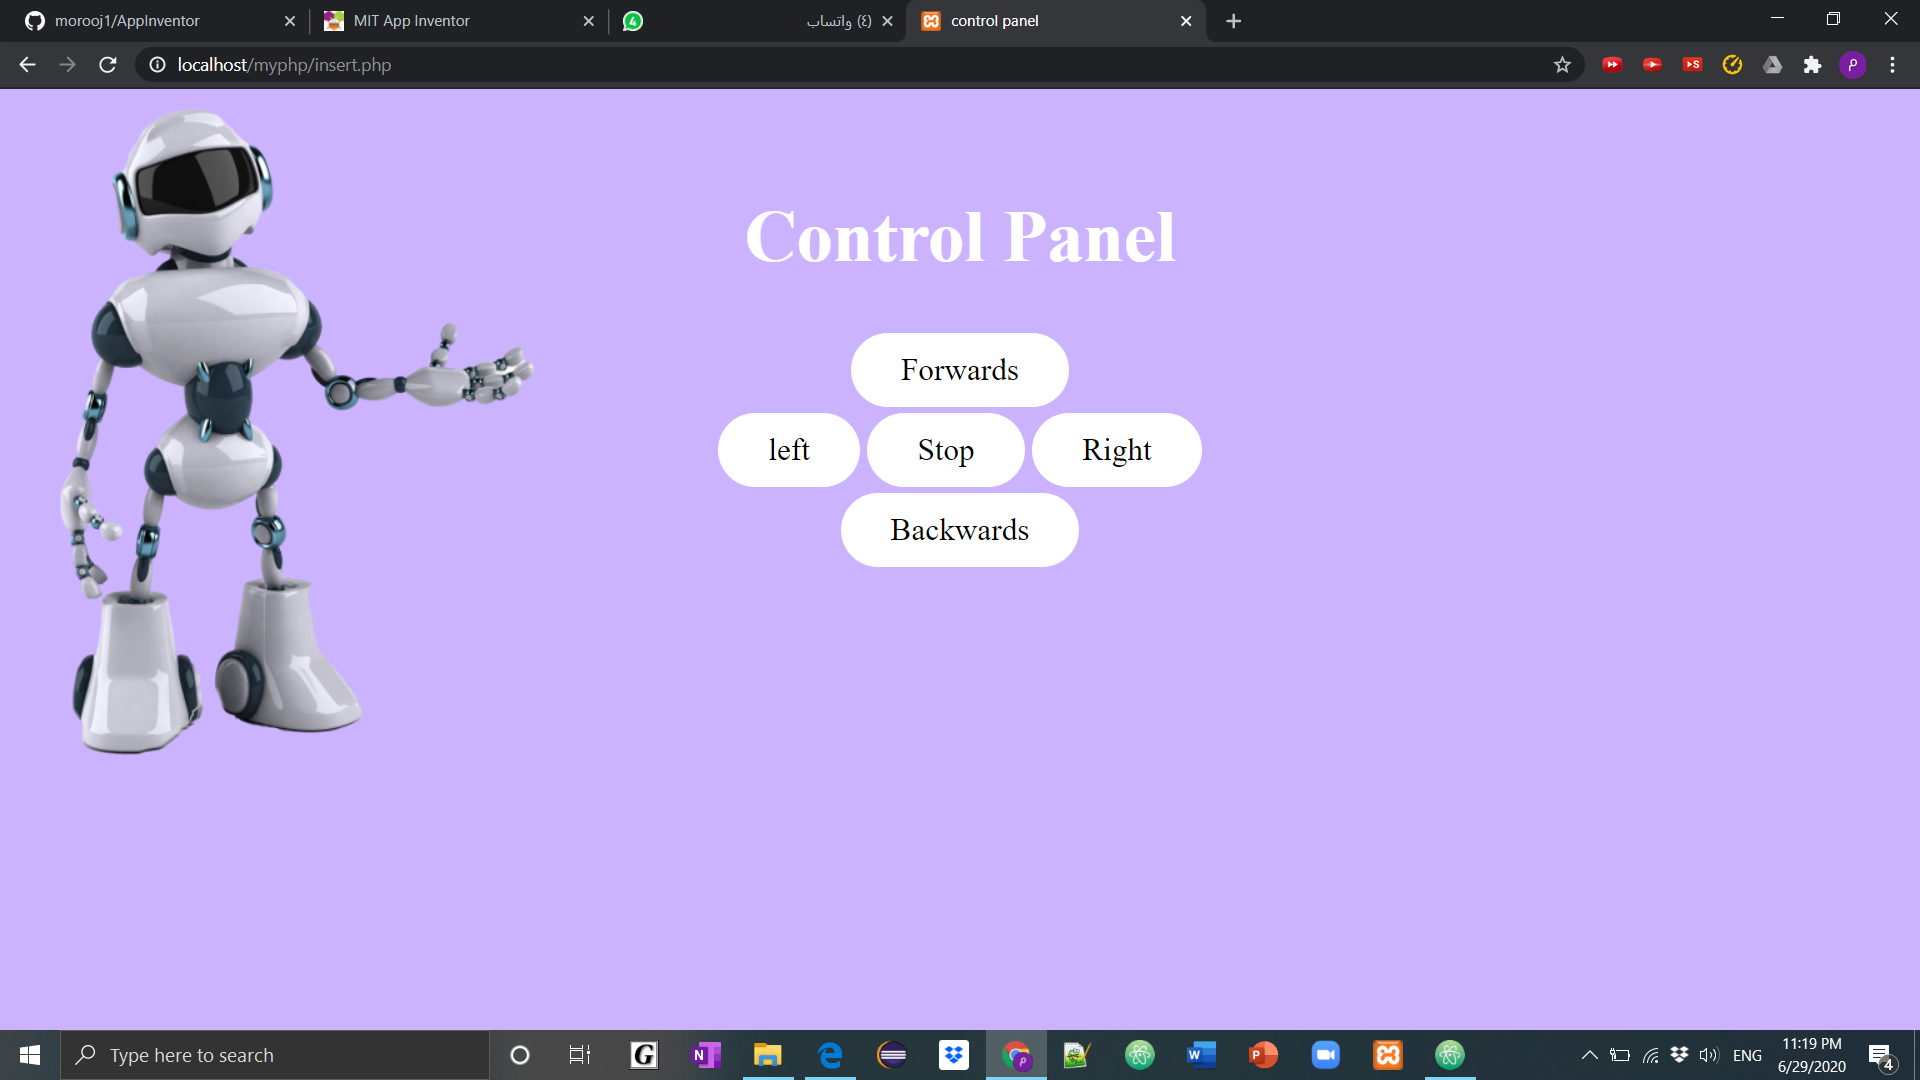 morooj1/AppInventor
MIT App Inventor
4
(٤) واتساب
control panel
localhost/myphp/insert.php
S
P
Control Panel
Forwards
left Stop Right
Backwards
Type here to search
G
N
P
W
P
ENG
11:19 PM
6/29/2020
4